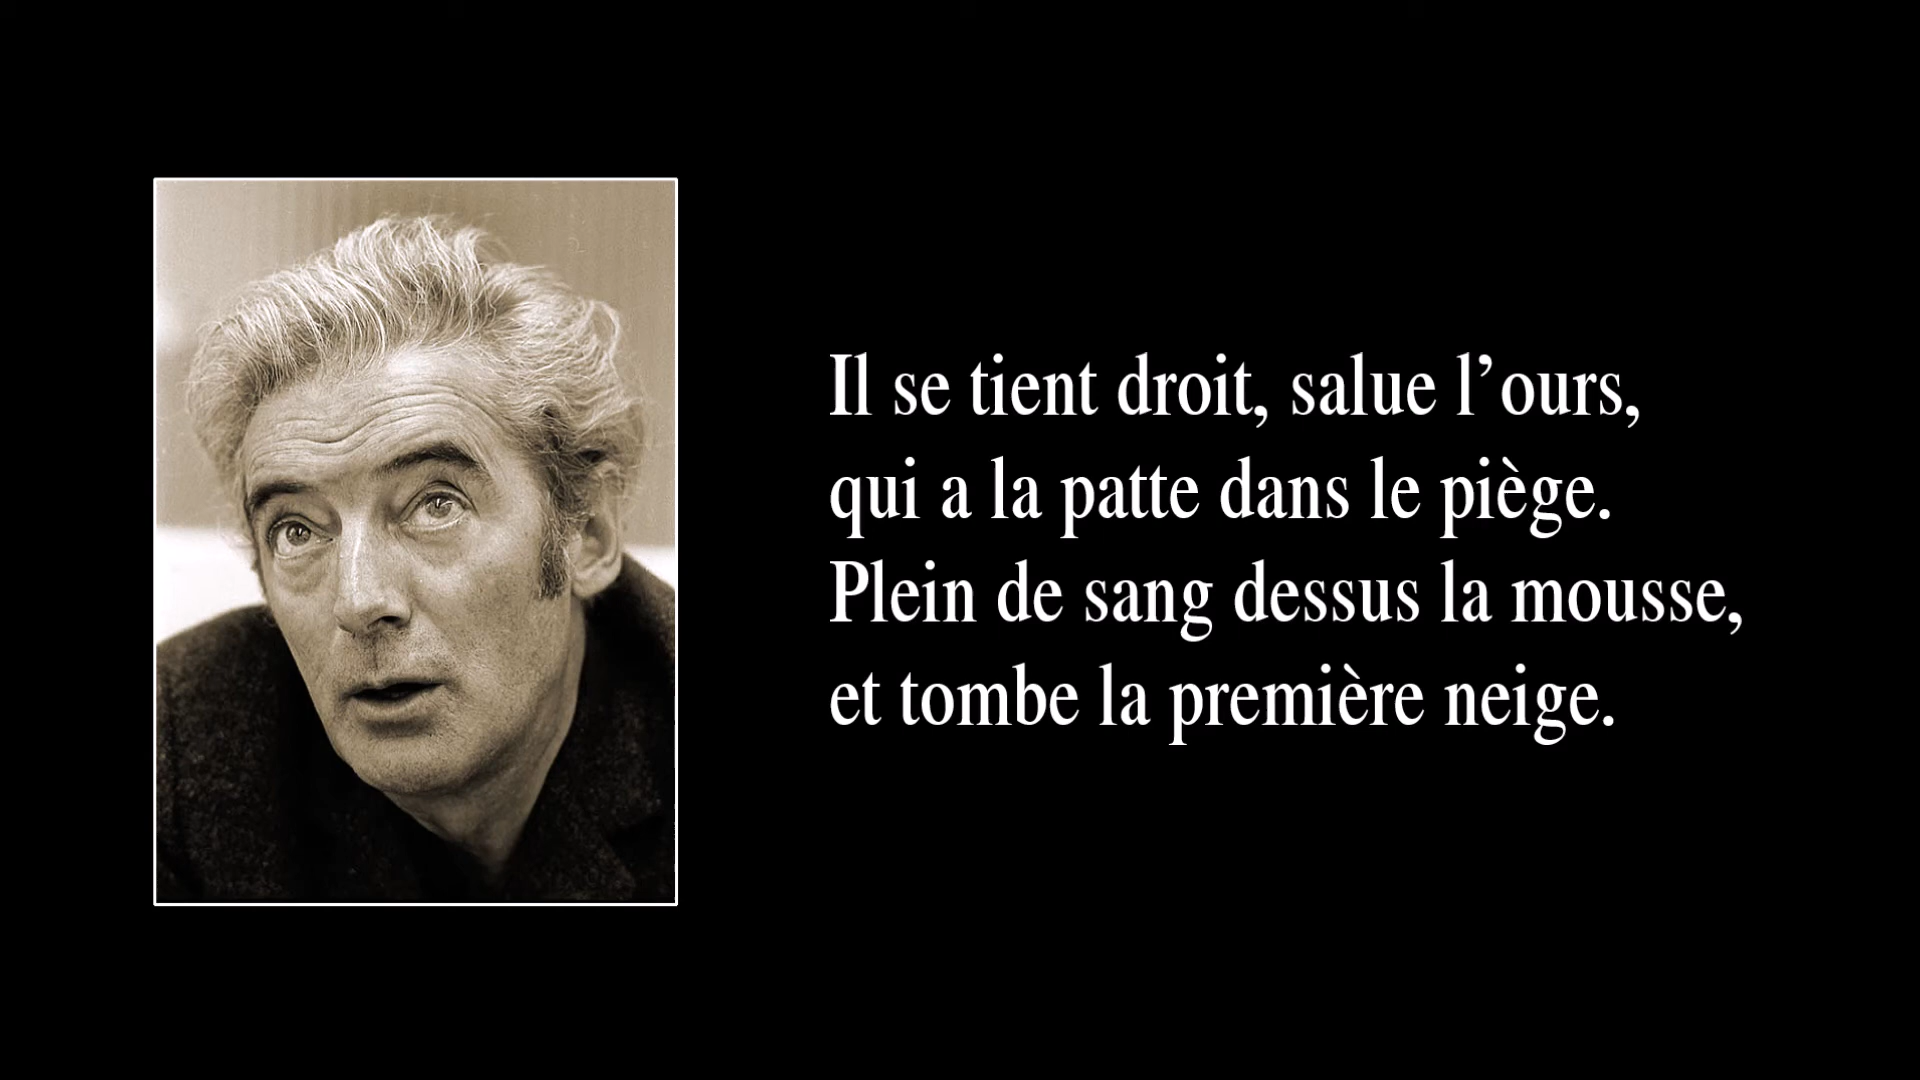 Il se tient droit, salue l’ours,
qui a la patte dans le piège.
Plein de sang dessus la mousse,
et tombe la première neige.